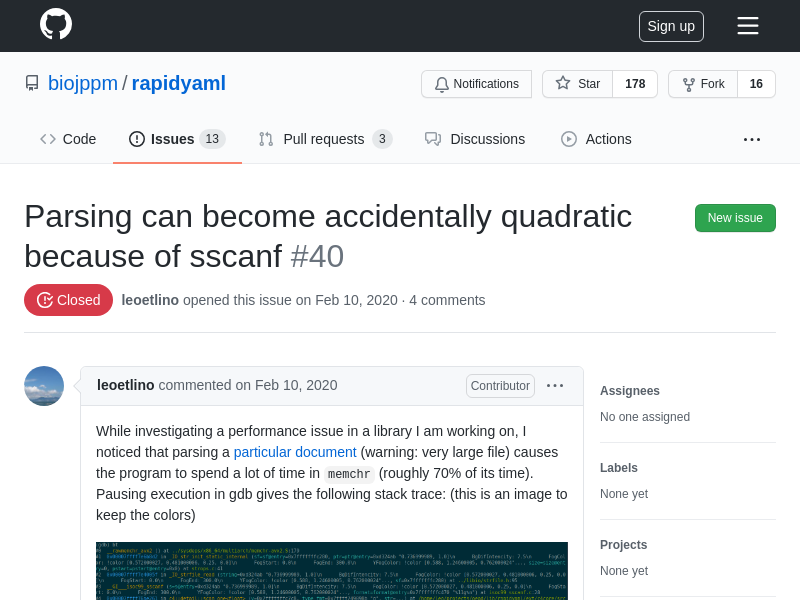 Sign up
biojppm / rapidyaml
Notifications
Star 178
Fork 16
Code
Issues 13
Pull requests 3
Discussions
Actions
Parsing can become accidentally quadratic
because of sscanf #40
New issue
Closed
leoetlino opened this issue on Feb 10, 2020 · 4 comments
leoetlino commented on Feb 10, 2020
Contributor
While investigating a performance issue in a library I am working on, I
noticed that parsing a particular document (warning: very large file) causes
the program to spend a lot of time in memchr (roughly 70% of its time).
Pausing execution in gdb gives the following stack trace: (this is an image to
keep the colors)
Assignees
No one assigned
Labels
None yet
Projects
None yet